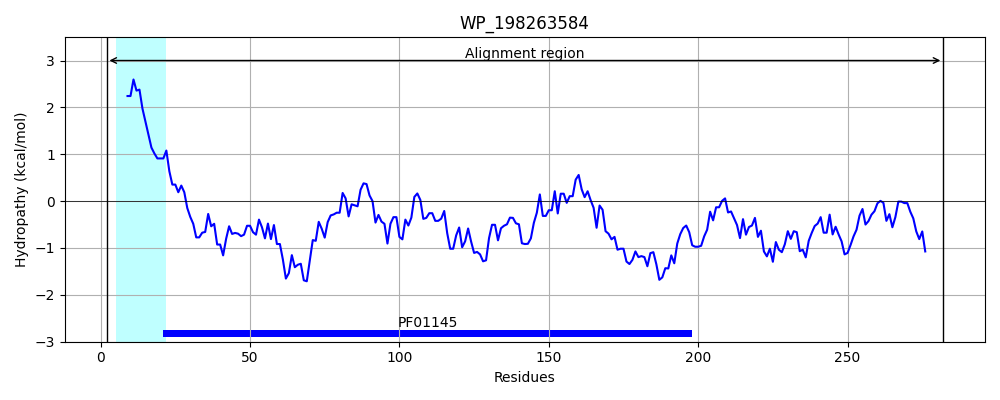 WP_198263584
Alignment region
Hydropathy (kcal/mol)
3
2
1
0
−1
−2
−3
PF01145
0
50
100
150
200
250
Residues